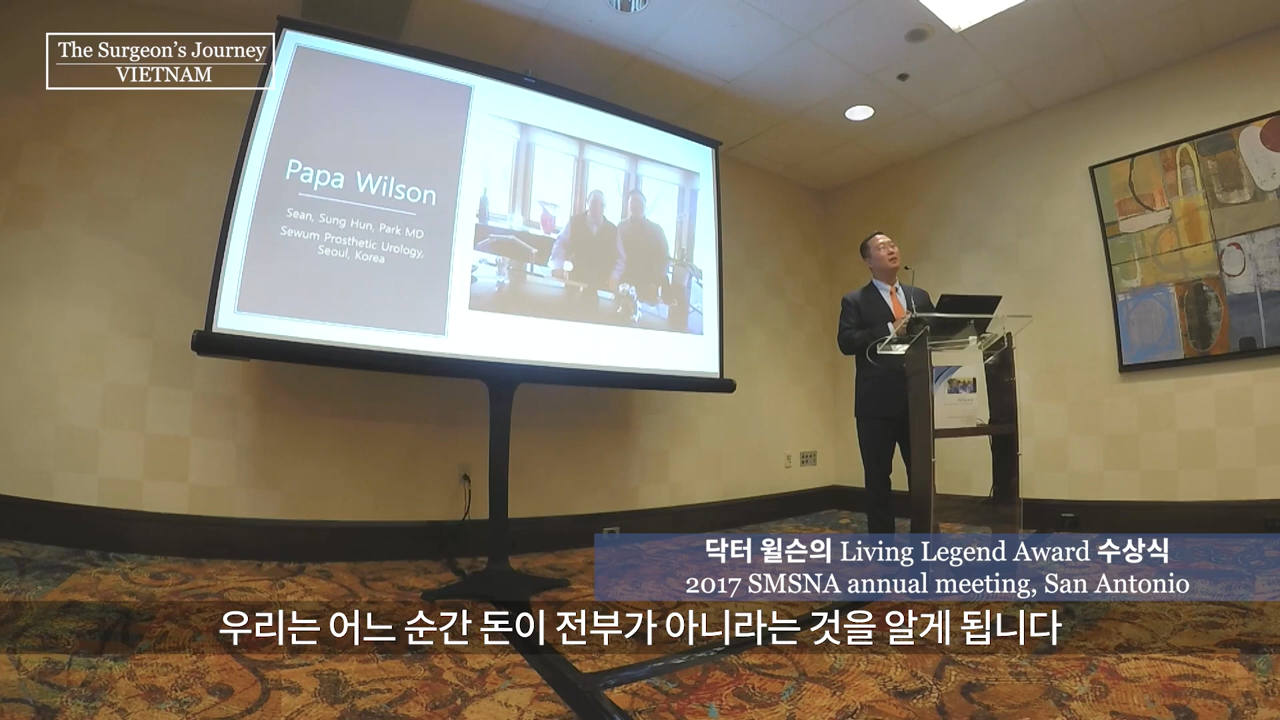 The Surgeon's Journey
VIETNAM
Papa Wilson
Sean, Sung Hun, Park MD
Sewum Prosthetic Urology,
Seoul, Korea
닥터 윌슨의 Living Legend Award 수상식
2017 SMSNA annual meeting, San Antonio
우리는 어느 순간 돈이 전부가 아니라는 것을 알게 됩니다